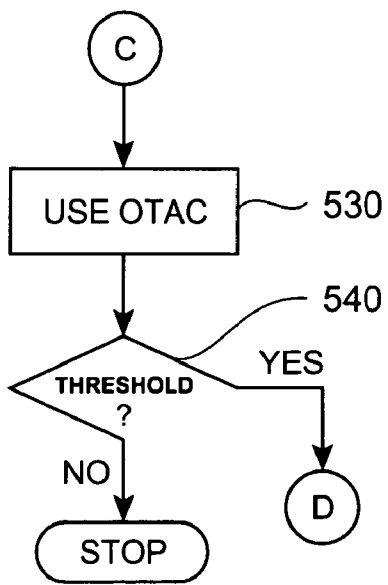 C
USE OTAC
530
540
THRESHOLD
?
YES
NO
D
STOP